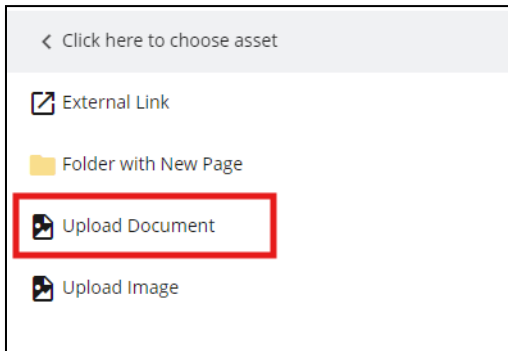 Click here to choose asset
External Link
Folder with New Page
Upload Document
Upload Image